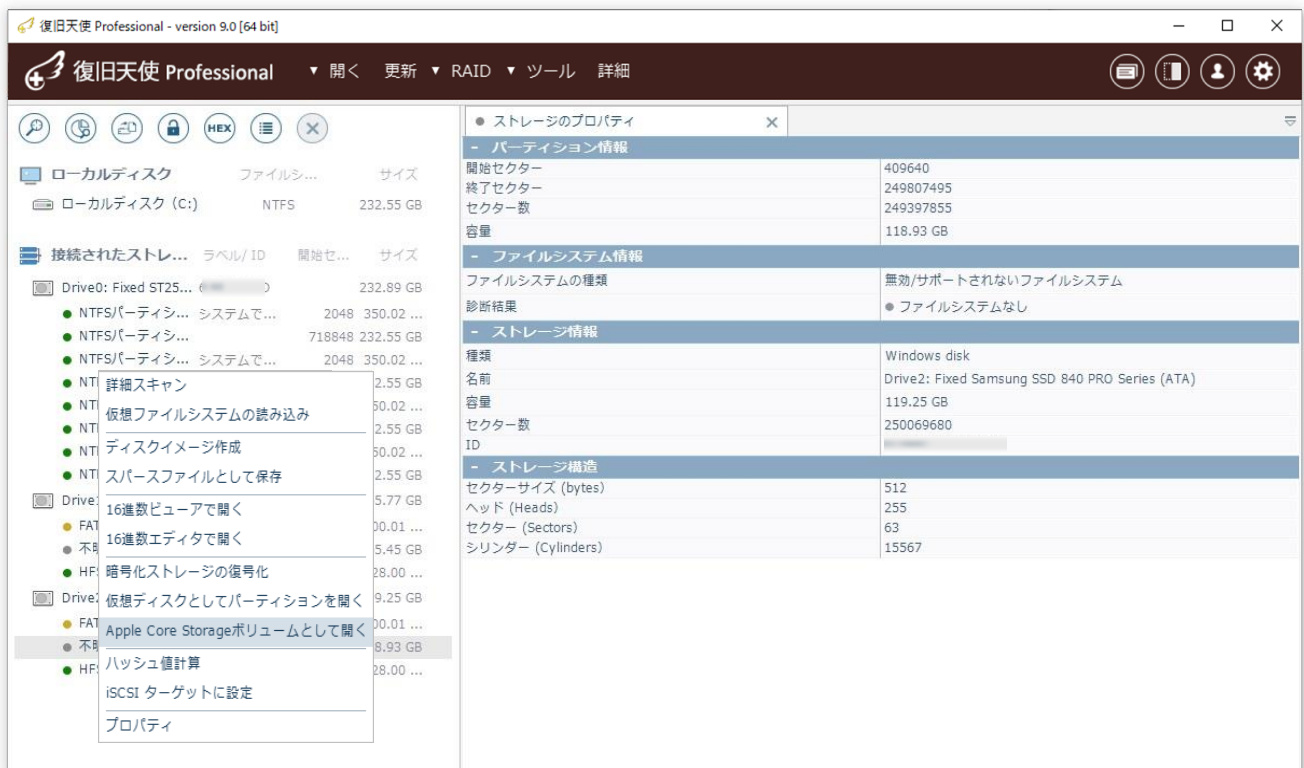 復旧天使 Professional - version 9.0 [64 bit]
復旧天使 Professional ▼ 開く 更新 ▼ RAID ▼ ツール 詳細
HEX
ローカルディスク ファイルシ... サイズ
ローカルディスク (C:) NTFS 232.55 GB
接続されたストレ... ラベル/ ID 開始セ... サイズ
Drive0: Fixed ST25... 232.89 GB
NTFSパーティシ... システムで... 2048 350.02 ...
NTFSパーティシ... 718848 232.55 GB
NTFSパーティシ... システムで... 2048 350.02 ...
詳細スキャン
仮想ファイルシステムの読み込み
ディスクイメージ作成
スパースファイルとして保存
16進数ビューアで開く
16進数エディタで開く
暗号化ストレージの復号化
仮想ディスクとしてパーティションを開く
Apple Core Storageボリュームとして開く
ハッシュ値計算
iSCSI ターゲットに設定
プロパティ
ストレージのプロパティ
- パーティション情報
開始セクター 409640
終了セクター 249807495
セクター数 249397855
容量 118.93 GB
- ファイルシステム情報
ファイルシステムの種類 無効/サポートされないファイルシステム
診断結果 ファイルシステムなし
- ストレージ情報
種類 Windows disk
名前 Drive2: Fixed Samsung SSD 840 PRO Series (ATA)
容量 119.25 GB
セクター数 250069680
ID
- ストレージ構造
セクターサイズ (bytes) 512
ヘッド (Heads) 255
セクター (Sectors) 63
シリンダー (Cylinders) 15567